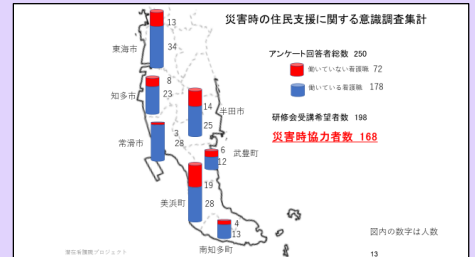 災害時の住民支援に関する意識調査集計
アンケート回答者総数 250
働いていない看護職 72
働いている看護職 178
研修会受講希望者数 198
災害時協力者数 168
東海市
13
34
知多市
8
23
半田市
14
25
常滑市
3
28
武豊町
6
12
美浜町
19
28
南知多町
4
13
図内の数字は人数
13